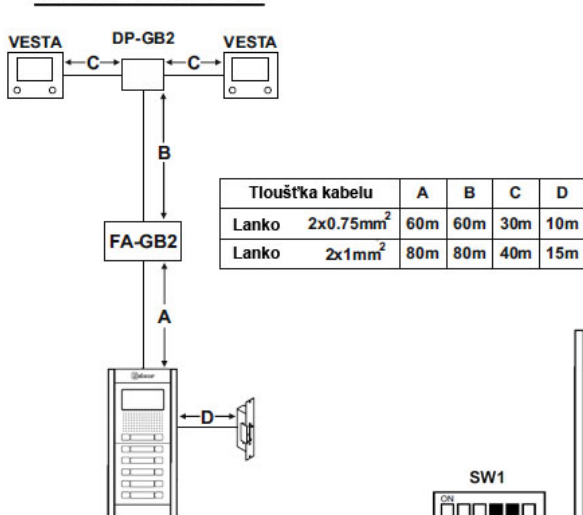 VESTA DP-GB2 VESTA
C C
B
Tloušťka kabelu A B C D
Lanko 2x0.75mm² 60m 60m 30m 10m
Lanko 2x1mm² 80m 80m 40m 15m
FA-GB2
A
D
SW1
ON